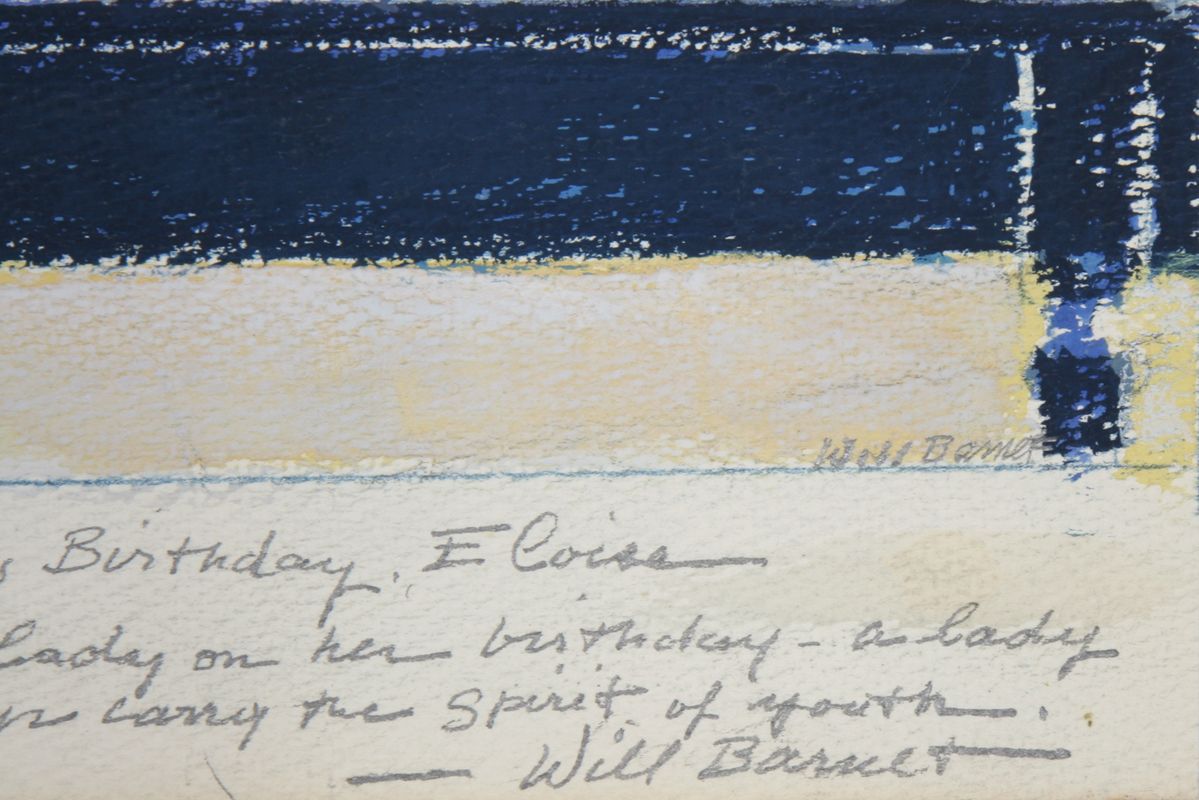 Will Barnet
Birthday, Eloise
lady on her birthday - a lady
carry the spirit of youth.
— Will Barnet